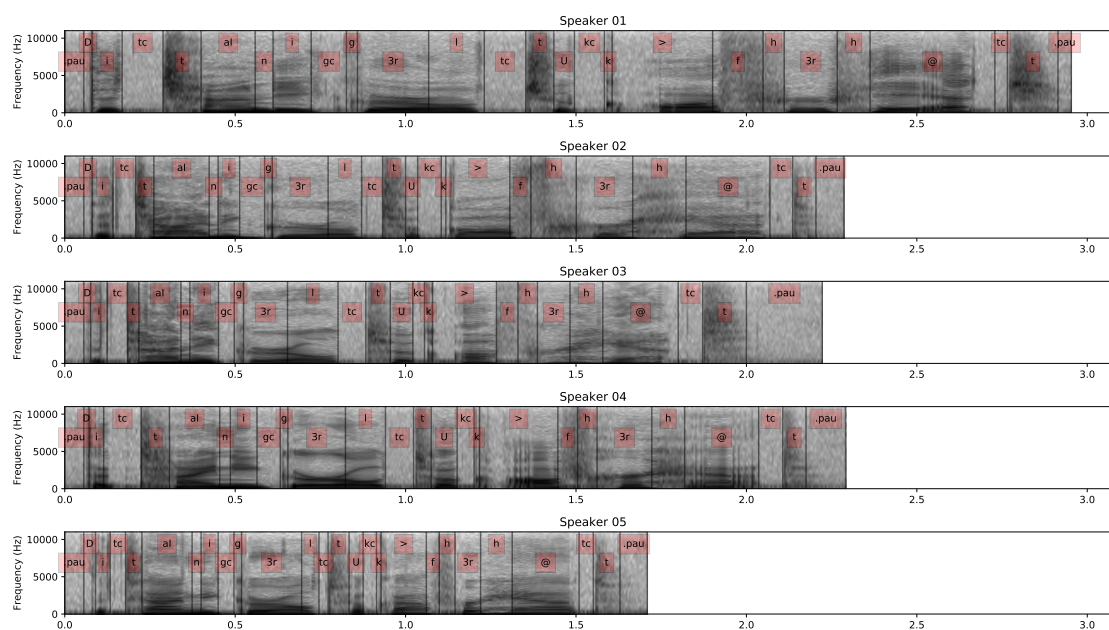 Speaker 01
Frequency (Hz)
10000
5000
0
D tc aI i g l t kc > h h tc .pau
.pau i t n gc 3r tc U k f 3r @ t
0.0 0.5 1.0 1.5 2.0 2.5 3.0
Speaker 02
Frequency (Hz)
10000
5000
0
D tc aI i g l t kc > h h tc .pau
.pau i t n gc 3r tc U k f 3r @ t
0.0 0.5 1.0 1.5 2.0 2.5 3.0
Speaker 03
Frequency (Hz)
10000
5000
0
D tc aI i g l t kc > h h tc .pau
.pau i t n gc 3r tc U k f 3r @ t
0.0 0.5 1.0 1.5 2.0 2.5 3.0
Speaker 04
Frequency (Hz)
10000
5000
0
D tc aI i g l t kc > h h tc .pau
.pau i t n gc 3r tc U k f 3r @ t
0.0 0.5 1.0 1.5 2.0 2.5 3.0
Speaker 05
Frequency (Hz)
10000
5000
0
D tc aI i g l t kc > h h tc .pau
.pau i t n gc 3r tc U k f 3r @ t
0.0 0.5 1.0 1.5 2.0 2.5 3.0